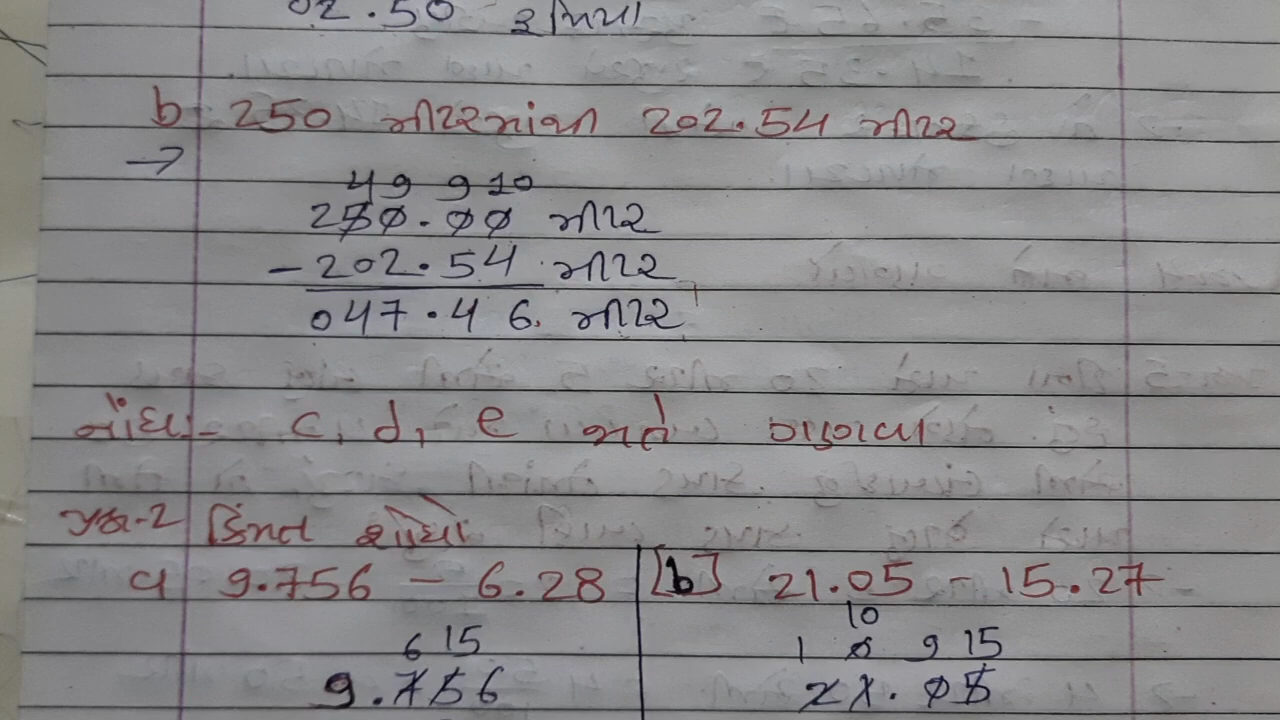 02.50 રૂપિયા
b 250 મીટરમાંથી 202.54 મીટર
→
49 9 10
250.00 મીટર
-202.54 મીટર
047.46. મીટર
નોંધ:- c, d, e જાતે ગણવા
પ્રશ્ન-2 કિંમત શોધો
a 9.756 - 6.28
6 15
9.756
[b] 21.05 - 15.27
10
1 0 9 15
21.05